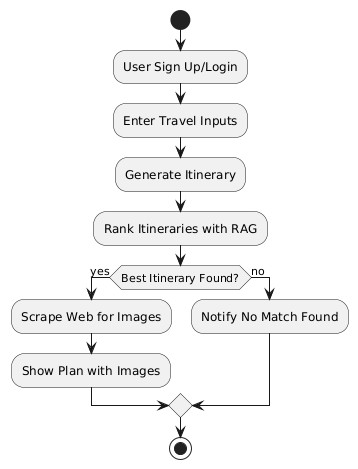 User Sign Up/Login
Enter Travel Inputs
Generate Itinerary
Rank Itineraries with RAG
Best Itinerary Found?
yes
no
Scrape Web for Images
Notify No Match Found
Show Plan with Images